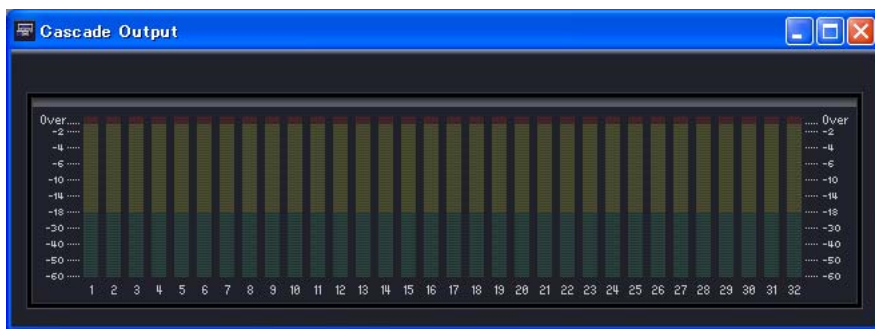 Cascade Output
Over..... ..... Over
-2 ..... ..... -2
-4 ..... ..... -4
-6 ..... ..... -6
-10 ..... ..... -10
-14 ..... ..... -14
-18 ..... ..... -18
-30 ..... ..... -30
-40 ..... ..... -40
-50 ..... ..... -50
-60 ..... ..... -60
1 2 3 4 5 6 7 8 9 10 11 12 13 14 15 16 17 18 19 20 21 22 23 24 25 26 27 28 29 30 31 32